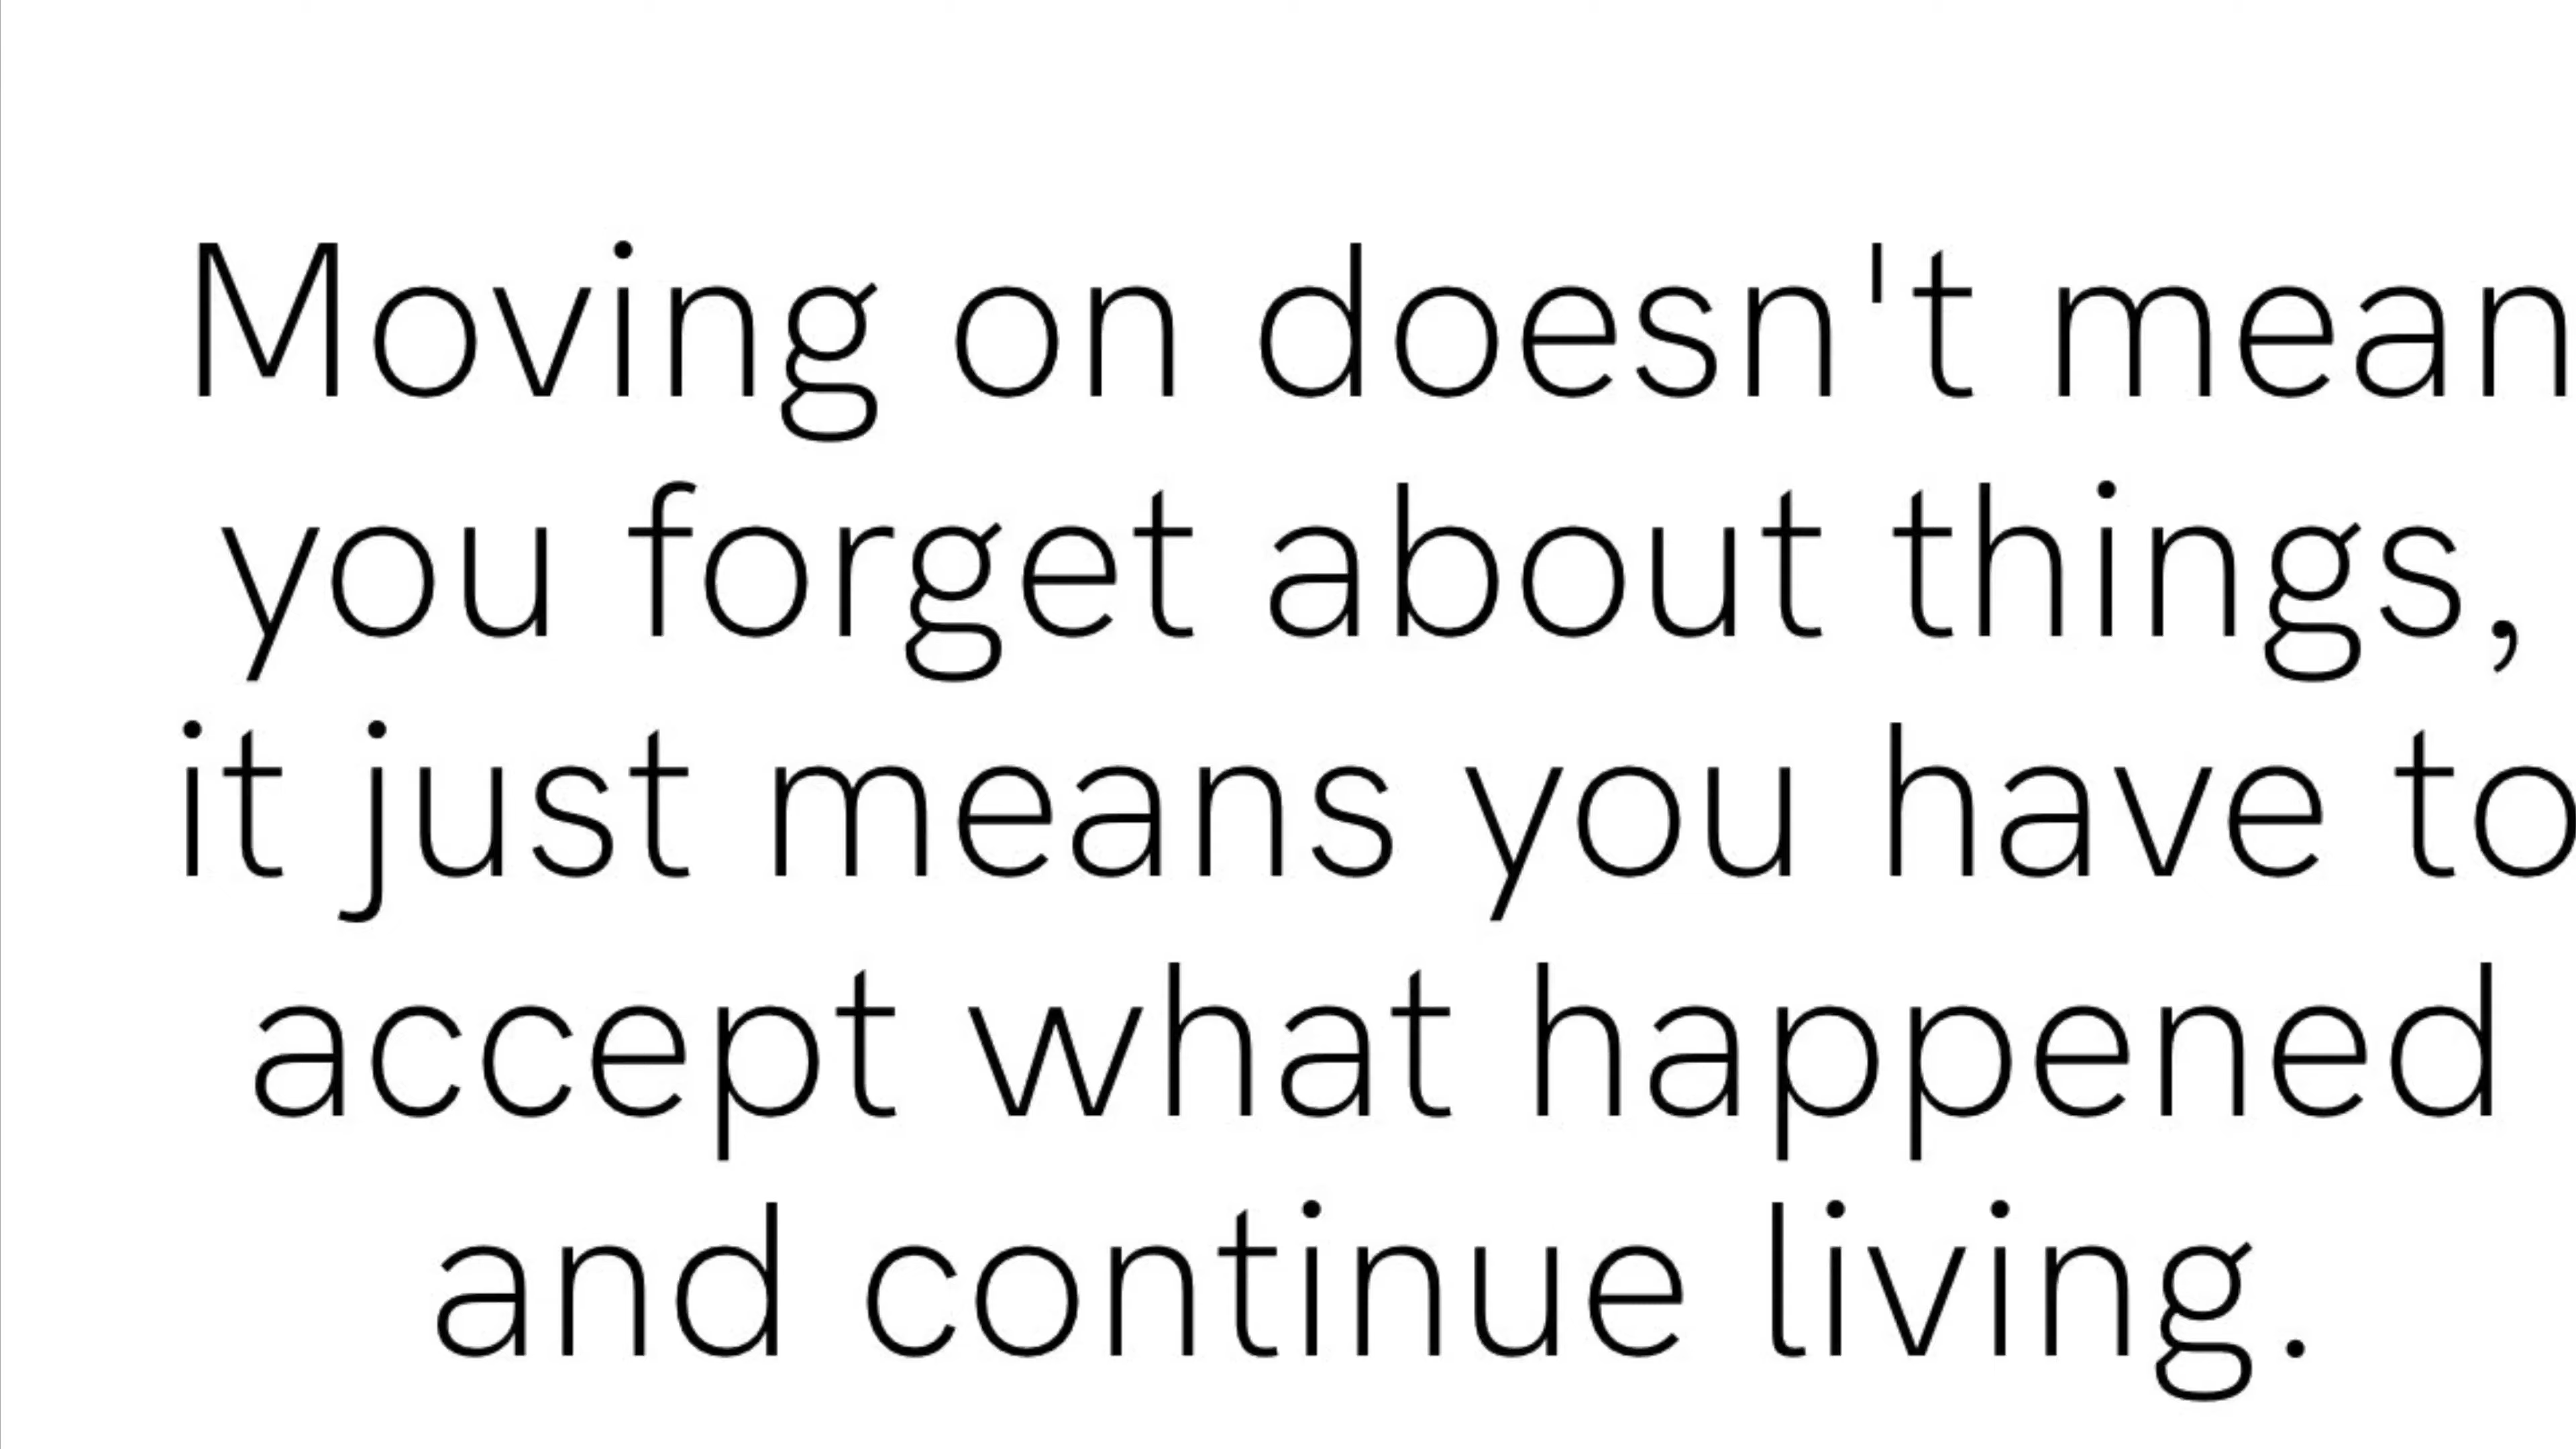 Moving on doesn't mean
you forget about things,
it just means you have to
accept what happened
and continue living.